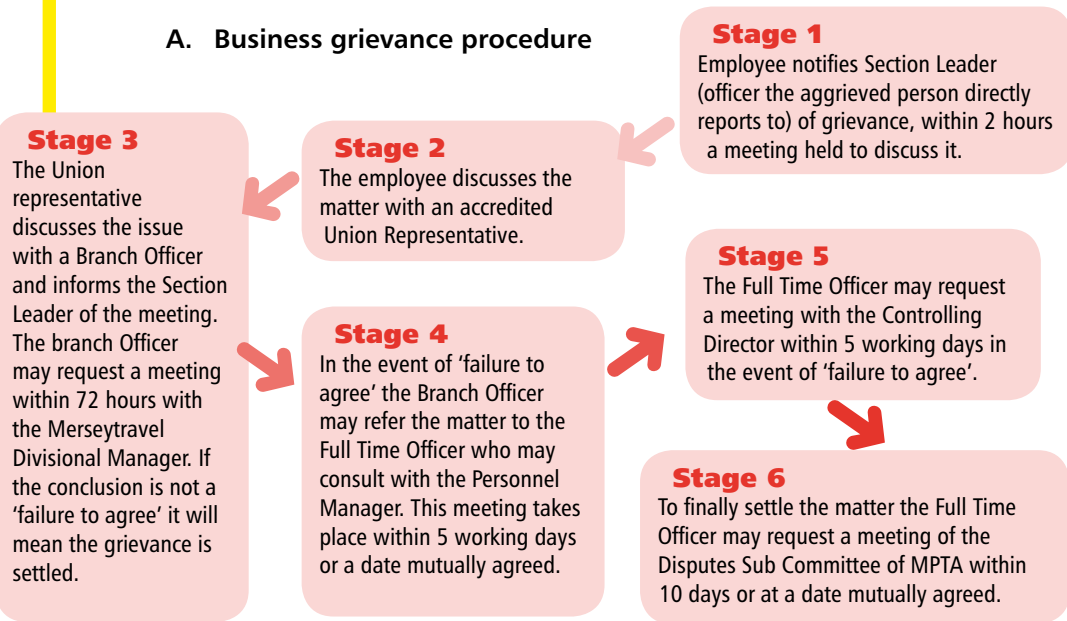 A. Business grievance procedure
Stage 1
Employee notifies Section Leader
(officer the aggrieved person directly
reports to) of grievance, within 2 hours
a meeting held to discuss it.
Stage 2
The employee discusses the
matter with an accredited
Union Representative.
Stage 3
The Union
representative
discusses the issue
with a Branch Officer
and informs the Section
Leader of the meeting.
The branch Officer
may request a meeting
within 72 hours with
the Merseytravel
Divisional Manager. If
the conclusion is not a
'failure to agree' it will
mean the grievance is
settled.
Stage 4
In the event of 'failure to
agree' the Branch Officer
may refer the matter to the
Full Time Officer who may
consult with the Personnel
Manager. This meeting takes
place within 5 working days
or a date mutually agreed.
Stage 5
The Full Time Officer may request
a meeting with the Controlling
Director within 5 working days in
the event of 'failure to agree'.
Stage 6
To finally settle the matter the Full Time
Officer may request a meeting of the
Disputes Sub Committee of MPTA within
10 days or at a date mutually agreed.